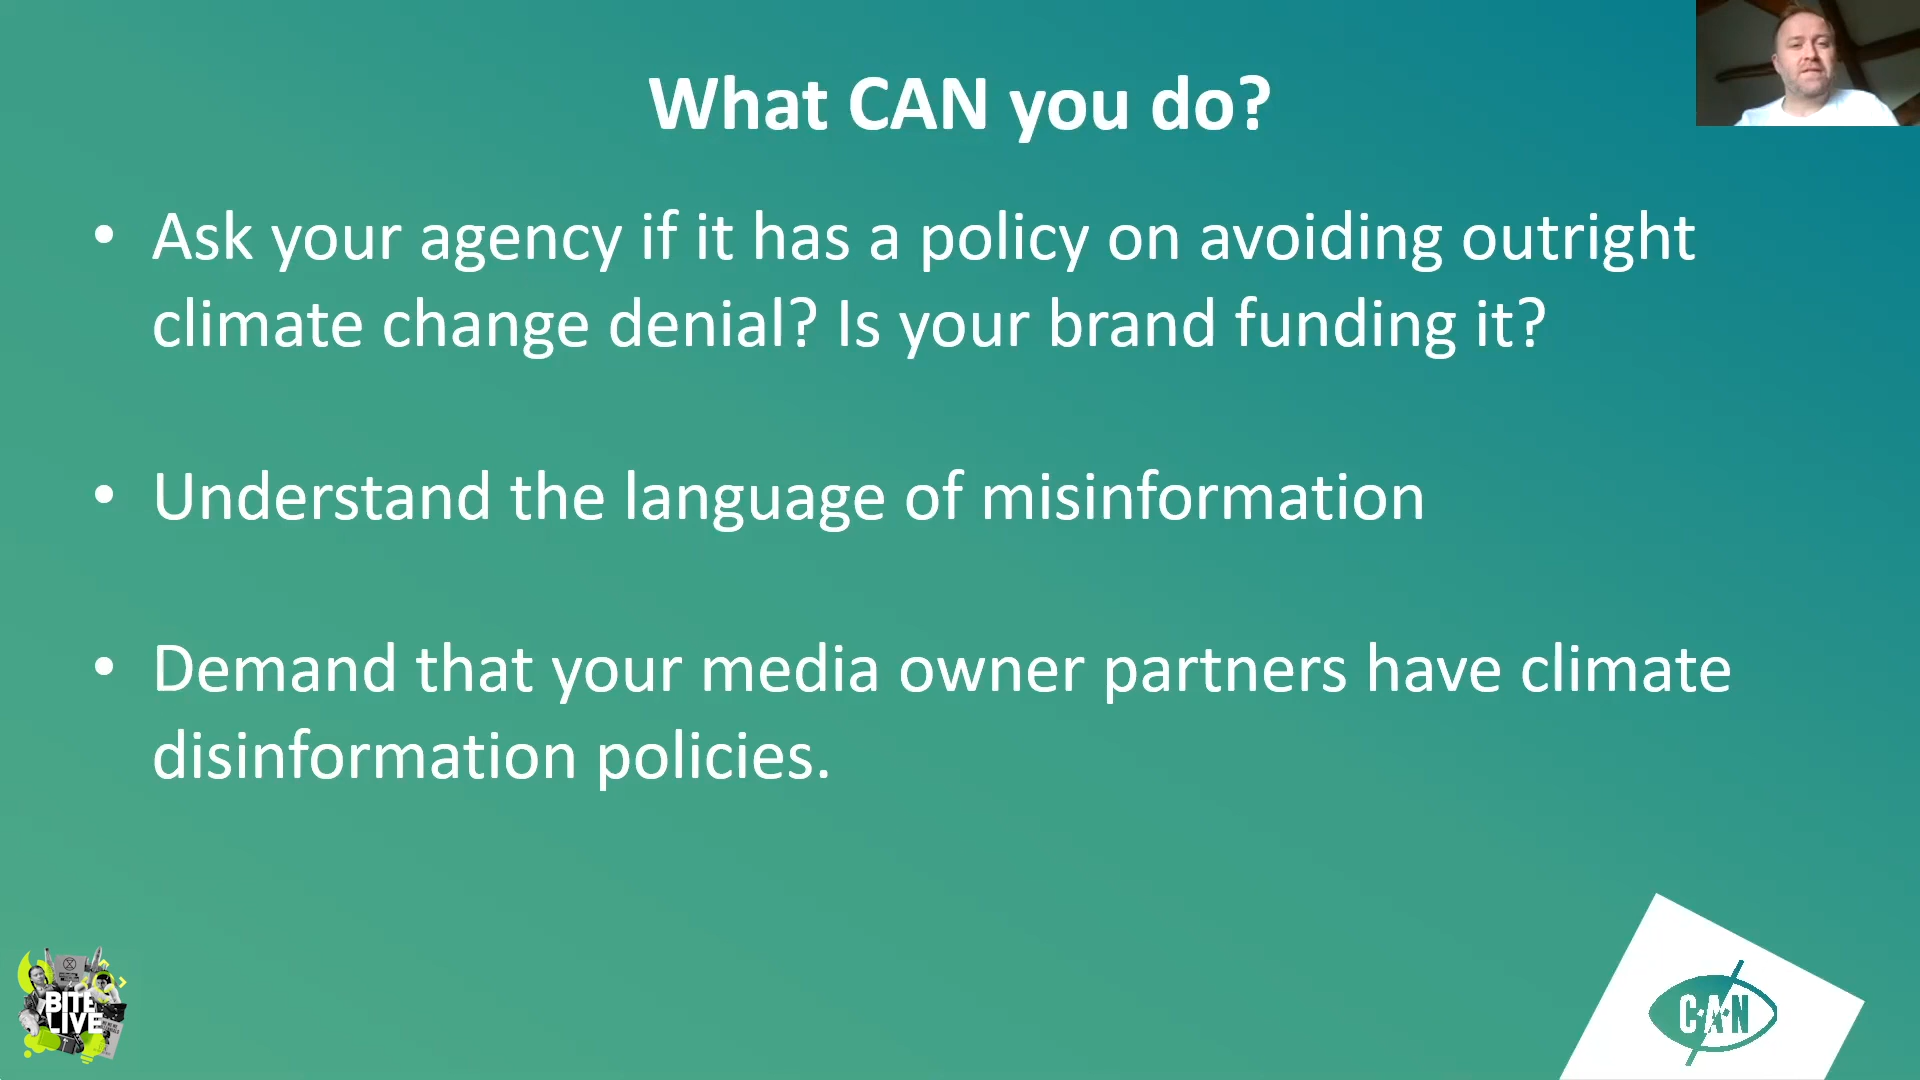 What CAN you do?
• Ask your agency if it has a policy on avoiding outright
climate change denial? Is your brand funding it?
• Understand the language of misinformation
• Demand that your media owner partners have climate
disinformation policies.
BITE
LIVE
CAN